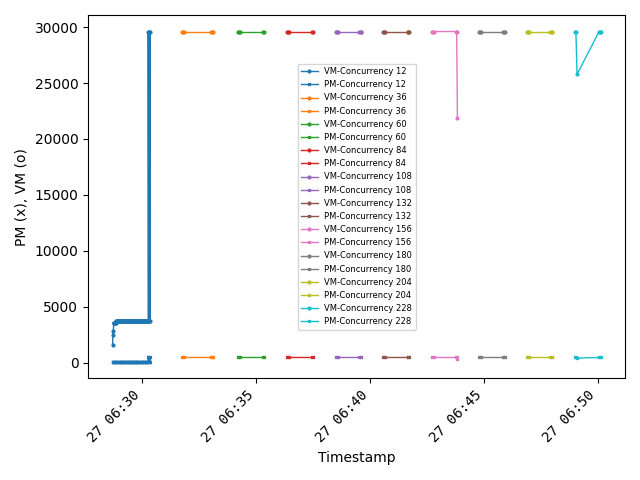 30000
25000
20000
15000
10000
5000
0
PM (x), VM (o)
VM-Concurrency 12
PM-Concurrency 12
VM-Concurrency 36
PM-Concurrency 36
VM-Concurrency 60
PM-Concurrency 60
VM-Concurrency 84
PM-Concurrency 84
VM-Concurrency 108
PM-Concurrency 108
VM-Concurrency 132
PM-Concurrency 132
VM-Concurrency 156
PM-Concurrency 156
VM-Concurrency 180
PM-Concurrency 180
VM-Concurrency 204
PM-Concurrency 204
VM-Concurrency 228
PM-Concurrency 228
27 06:30
27 06:35
27 06:40
27 06:45
27 06:50
Timestamp